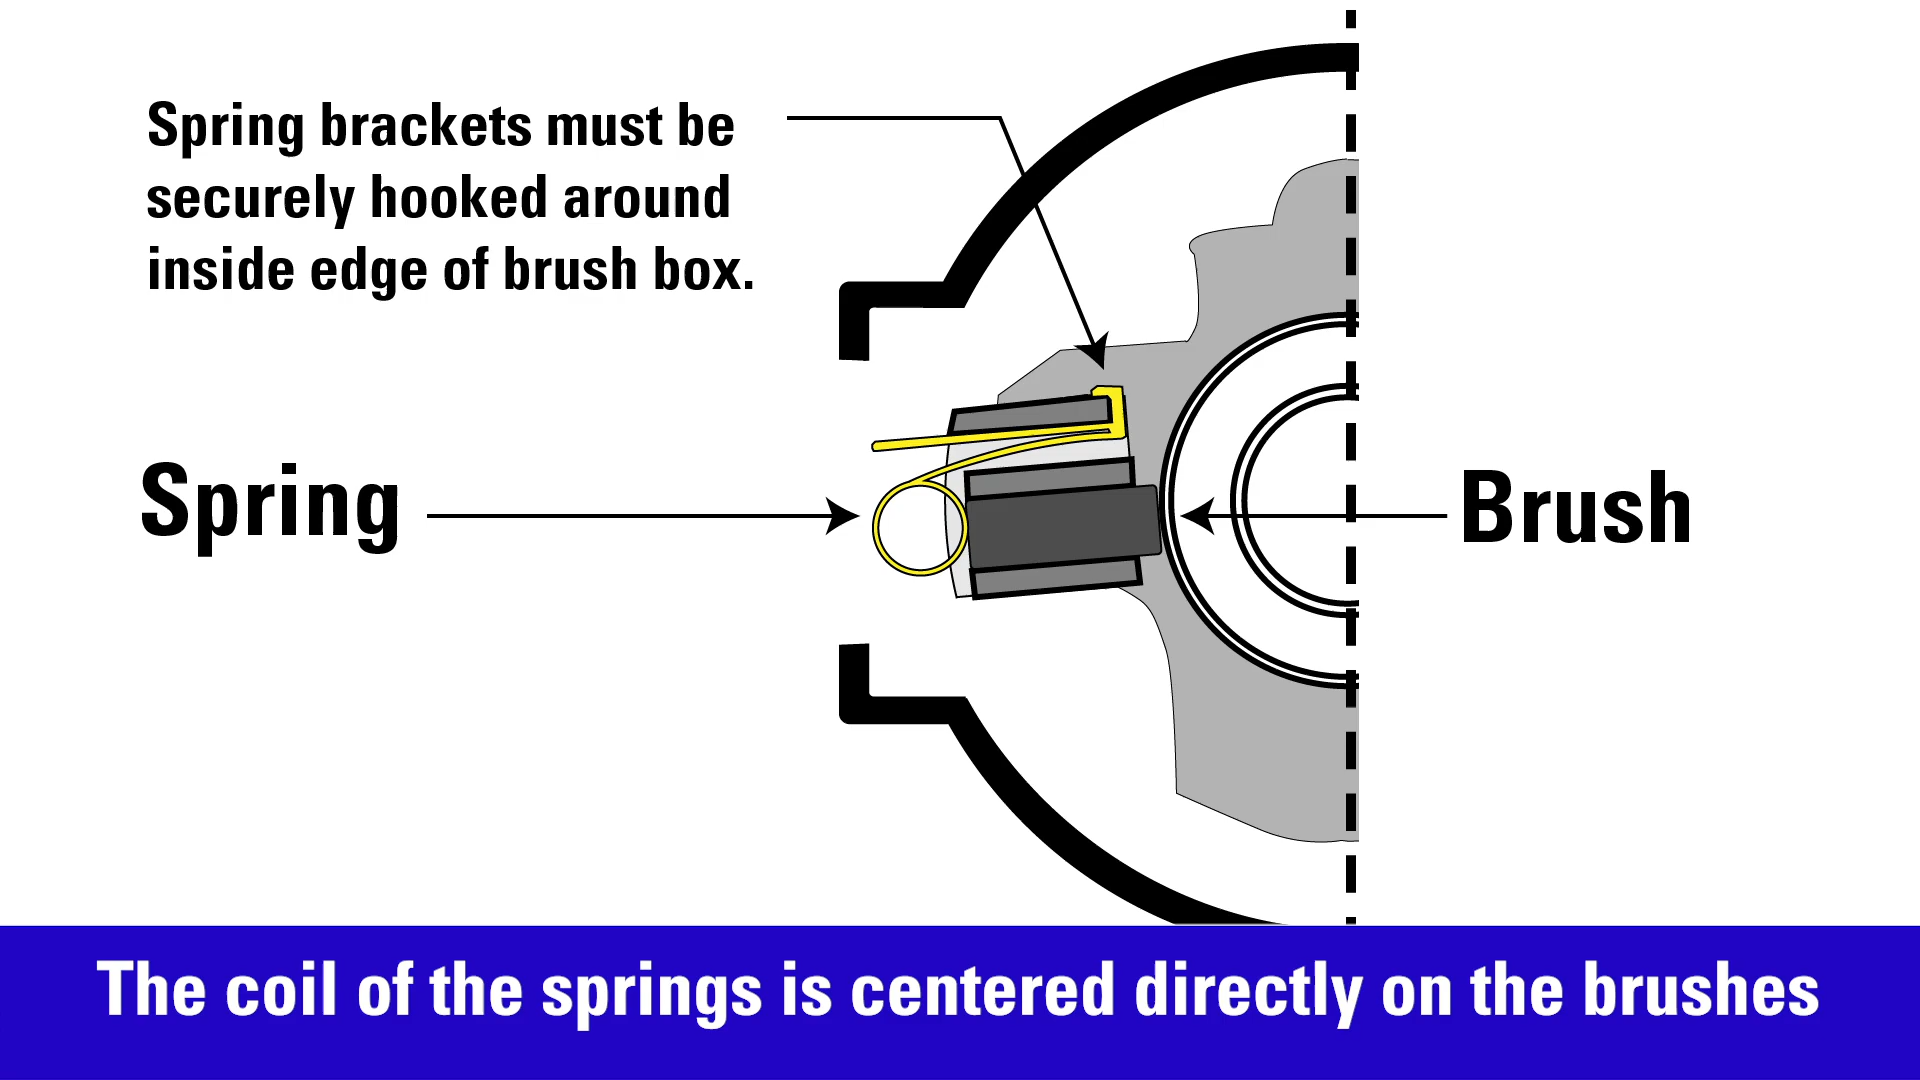 Spring brackets must be
securely hooked around
inside edge of brush box.
Spring
Brush
The coil of the springs is centered directly on the brushes